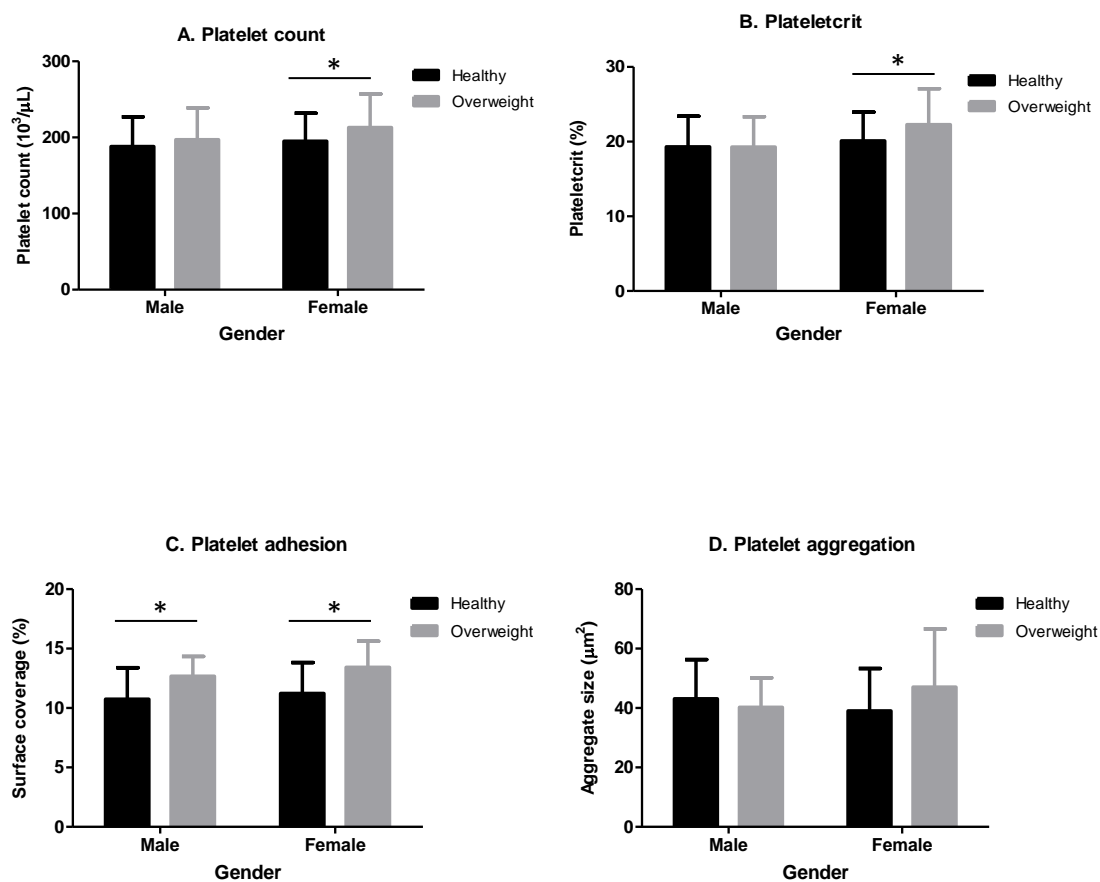 A. Platelet count
300
200
100
0
Platelet count (10³/µL)
*
Healthy
Overweight
Male
Female
Gender
B. Plateletcrit
30
20
10
0
Plateletcrit (%)
*
Healthy
Overweight
Male
Female
Gender
C. Platelet adhesion
20
15
10
5
0
Surface coverage (%)
*
*
Healthy
Overweight
Male
Female
Gender
D. Platelet aggregation
80
60
40
20
0
Aggregate size (µm²)
Healthy
Overweight
Male
Female
Gender